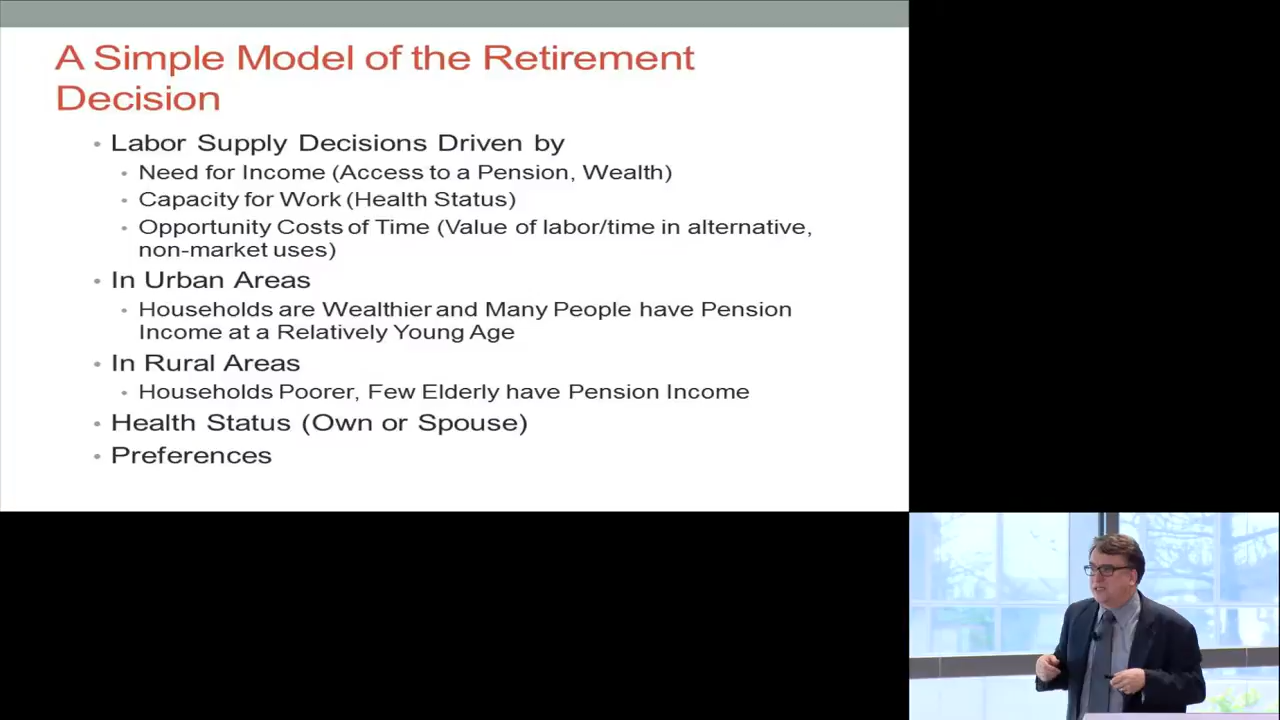 A Simple Model of the Retirement
Decision
• Labor Supply Decisions Driven by
• Need for Income (Access to a Pension, Wealth)
• Capacity for Work (Health Status)
• Opportunity Costs of Time (Value of labor/time in alternative,
non-market uses)
• In Urban Areas
• Households are Wealthier and Many People have Pension
Income at a Relatively Young Age
• In Rural Areas
• Households Poorer, Few Elderly have Pension Income
• Health Status (Own or Spouse)
• Preferences